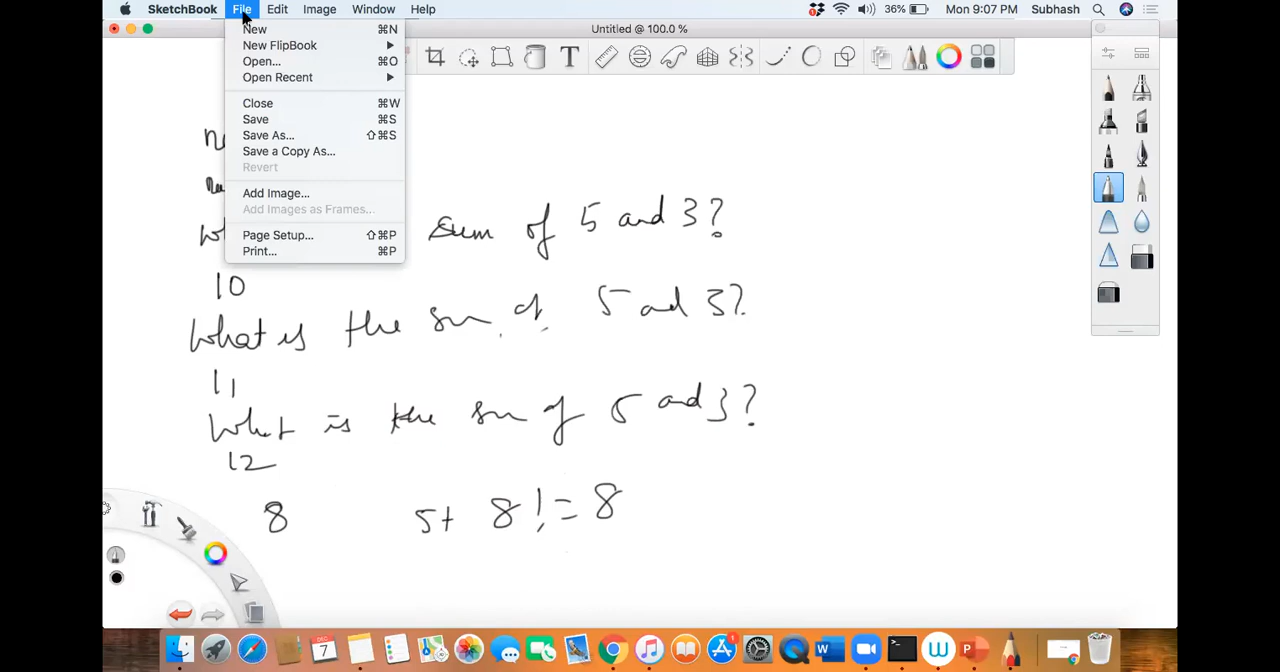 SketchBook File Edit Image Window Help 36% Mon 9:07 PM Subhash
Untitled @ 100.0 %
New ⌘N
New FlipBook
Open... ⌘O
Open Recent
Close ⌘W
Save ⌘S
Save As... ⇧⌘S
Save a Copy As...
Revert
Add Image...
Add Images as Frames...
Page Setup... ⇧⌘P
Print... ⌘P
T
sum of 5 and 3?
10
What is the sum of 5 and 3?
11
What is the sum of 5 and 3?
12
8 5+ 8 != 8
DEC
7
1
W
W
P